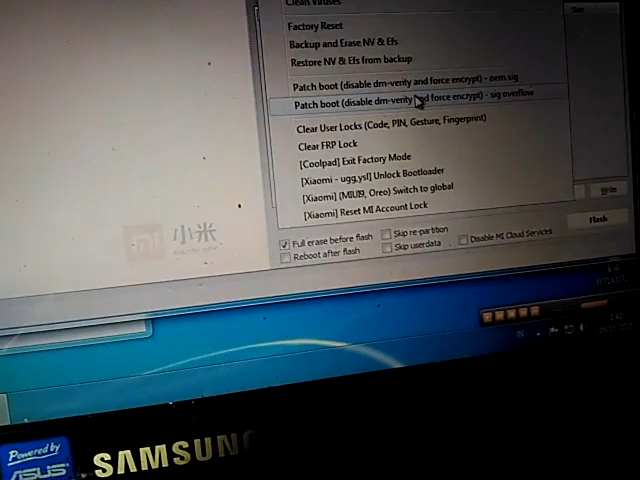 Clean Viruses
Factory Reset
Backup and Erase NV & Efs
Restore NV & Efs from backup
Patch boot (disable dm-verity and force encrypt) - oem sig
Patch boot (disable dm-verity and force encrypt) - sig overflow
Clear User Locks (Code, PIN, Gesture, Fingerprint)
Clear FRP Lock
[Coolpad] Exit Factory Mode
[Xiaomi - ugg,ysl] Unlock Bootloader
[Xiaomi] (MIUI9, Oreo) Switch to global
[Xiaomi] Reset MI Account Lock
Write
Flash
Full erase before flash
Skip re-partition
Disable MI Cloud Services
Reboot after flash
Skip userdata
mi 小米
IN
Powered by
ASUS
SAMSUNG